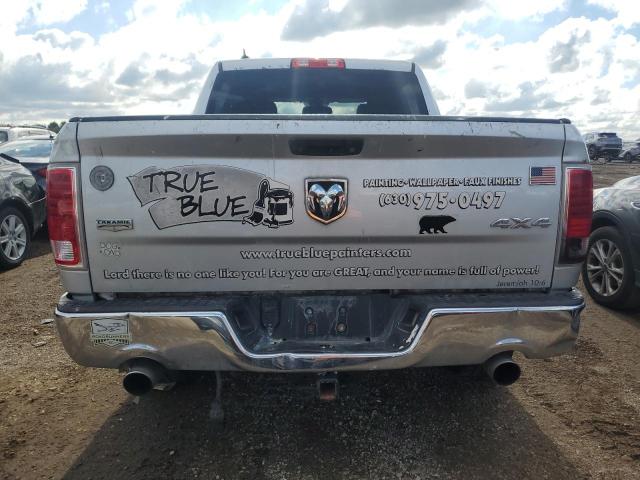 TRUE
BLUE
PAINTING · WALLPAPER · FAUX FINISHES
(630) 975-0497
LARAMIE
4X4
www.truebluepainters.com
Lord there is no one like you! For you are GREAT, and your name is full of power!
Jeremiah 10:6
ROADRUNNERS